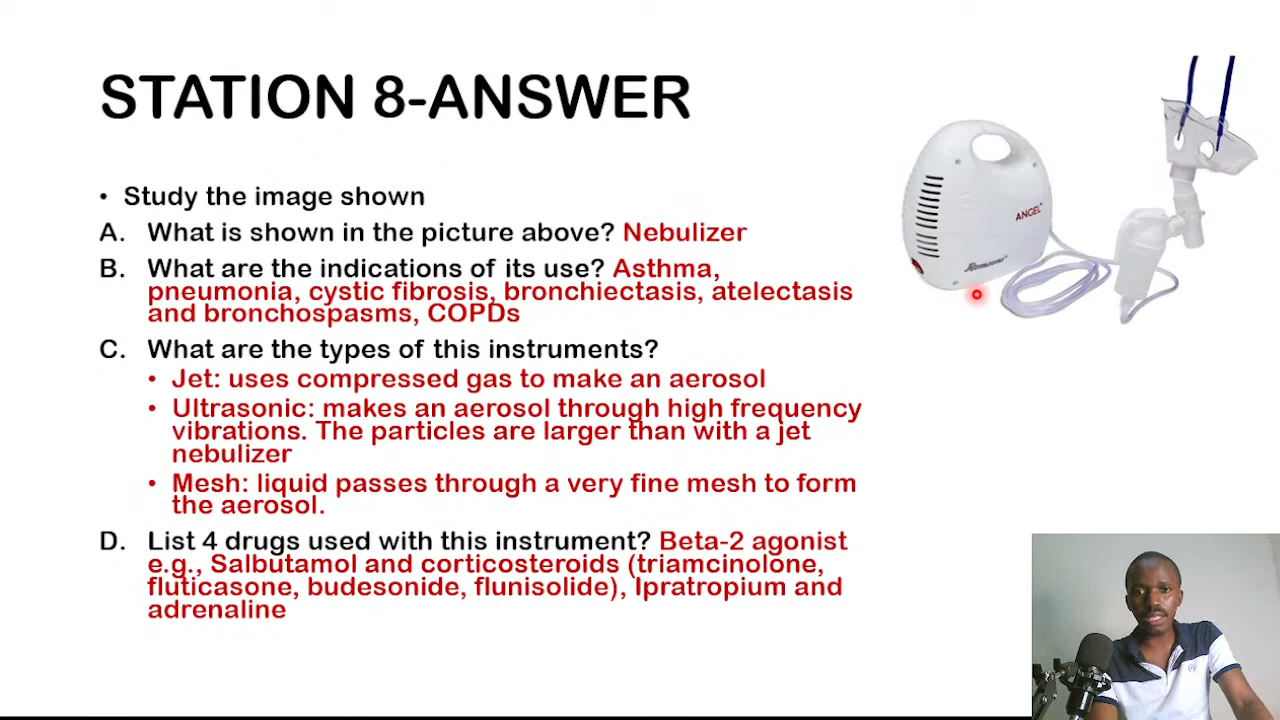 STATION 8-ANSWER
• Study the image shown
A. What is shown in the picture above? Nebulizer
B. What are the indications of its use? Asthma,
pneumonia, cystic fibrosis, bronchiectasis, atelectasis
and bronchospasms, COPDs
C. What are the types of this instruments?
• Jet: uses compressed gas to make an aerosol
• Ultrasonic: makes an aerosol through high frequency
vibrations. The particles are larger than with a jet
nebulizer
• Mesh: liquid passes through a very fine mesh to form
the aerosol.
D. List 4 drugs used with this instrument? Beta-2 agonist
e.g., Salbutamol and corticosteroids (triamcinolone,
fluticasone, budesonide, flunisolide), Ipratropium and
adrenaline
ANGEL